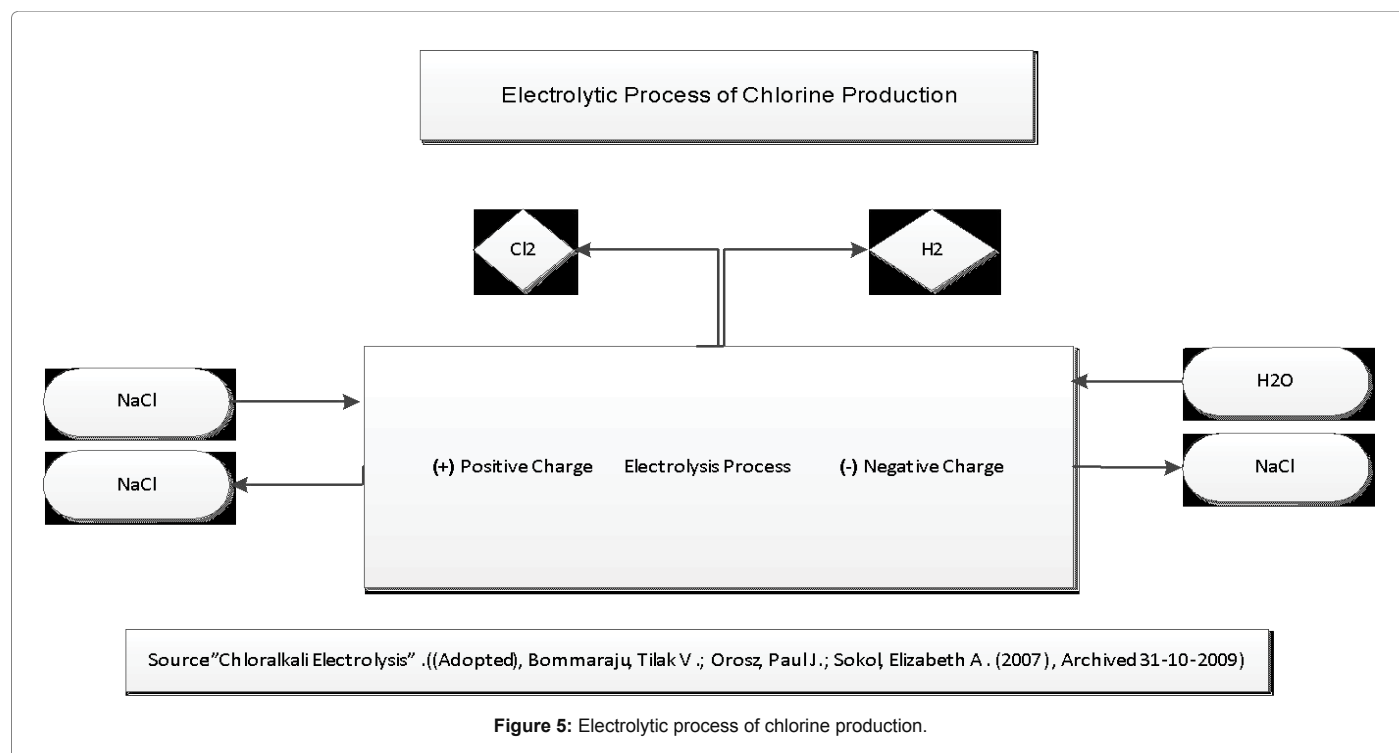 Electrolytic Process of Chlorine Production
Cl2
H2
NaCl
H2O
NaCl
(+) Positive Charge Electrolysis Process (-) Negative Charge
NaCl
Source"Chloralkali Electrolysis" .((Adopted), Bommaraju, Tilak V.; Orosz, Paul J.; Sokol, Elizabeth A. (2007), Archived 31-10-2009)
Figure 5: Electrolytic process of chlorine production.